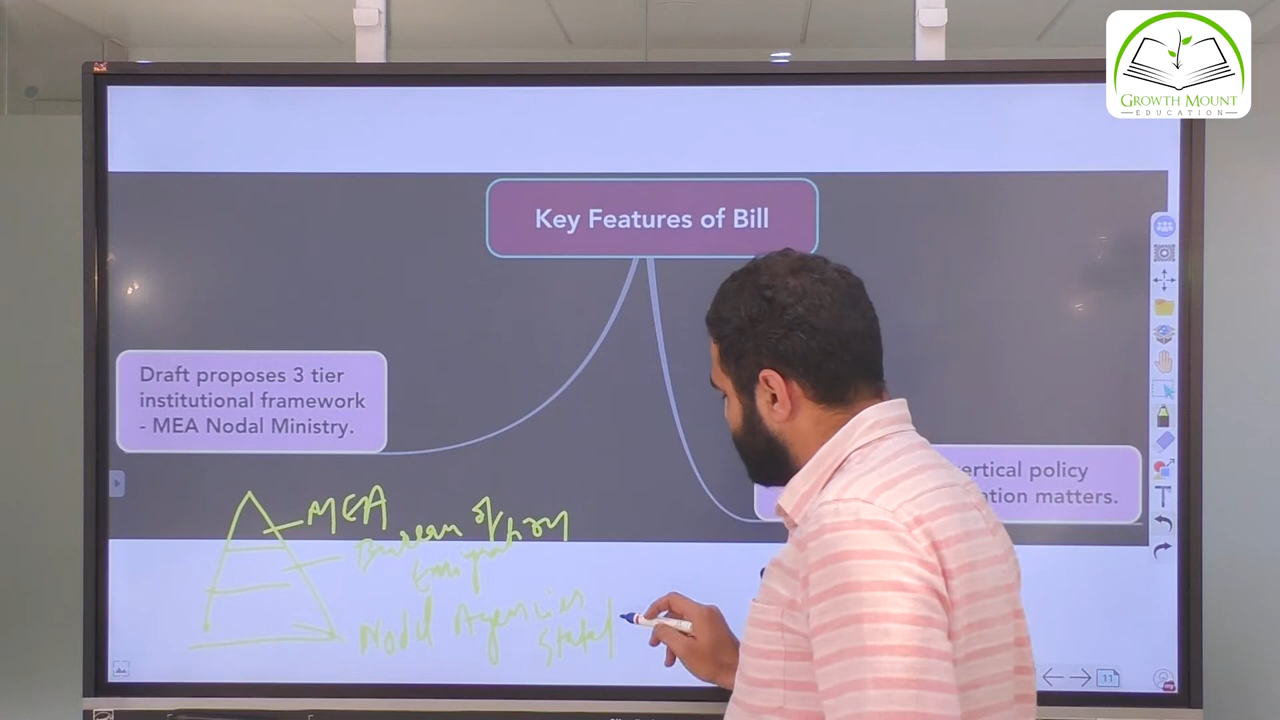 GROWTH MOUNT
EDUCATION
Key Features of Bill
Draft proposes 3 tier
institutional framework
- MEA Nodal Ministry.
vertical policy
ation matters.
MEA
Bureau of
Emigration
Nodal Agencies
State/
11